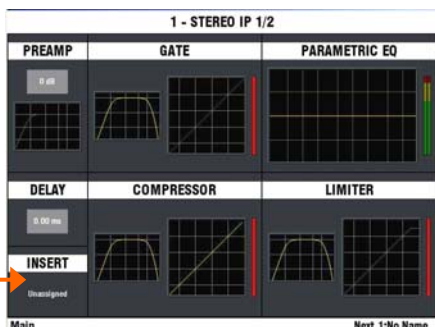 1 - STEREO IP 1/2
PREAMP
GATE
PARAMETRIC EQ
0 dB
DELAY
COMPRESSOR
LIMITER
0.00 ms
INSERT
Unassigned
Main
Next 1:No Name